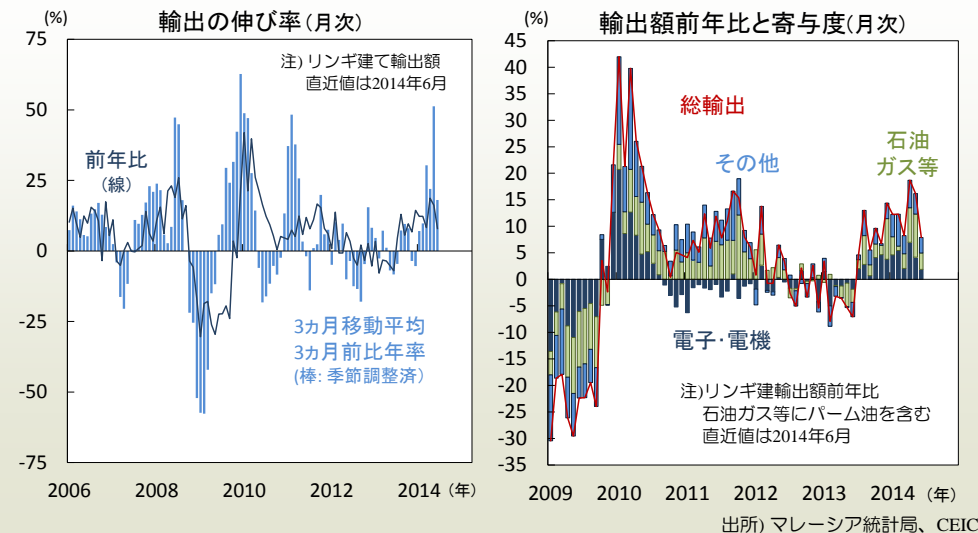 輸出の伸び率(月次)
(%)
75
50
25
0
-25
-50
-75
2006
2008
2010
2012
2014
(年)
注) リンギ建て輸出額
直近値は2014年6月
前年比
(線)
3ヵ月移動平均
3ヵ月前比年率
(棒: 季節調整済)
輸出額前年比と寄与度(月次)
(%)
45
40
35
30
25
20
15
10
5
0
-5
-10
-15
-20
-25
-30
-35
2009
2010
2011
2012
2013
2014
(年)
総輸出
その他
石油
ガス等
電子･電機
注)リンギ建輸出額前年比
石油ガス等にパーム油を含む
直近値は2014年6月
出所) マレーシア統計局、CEIC